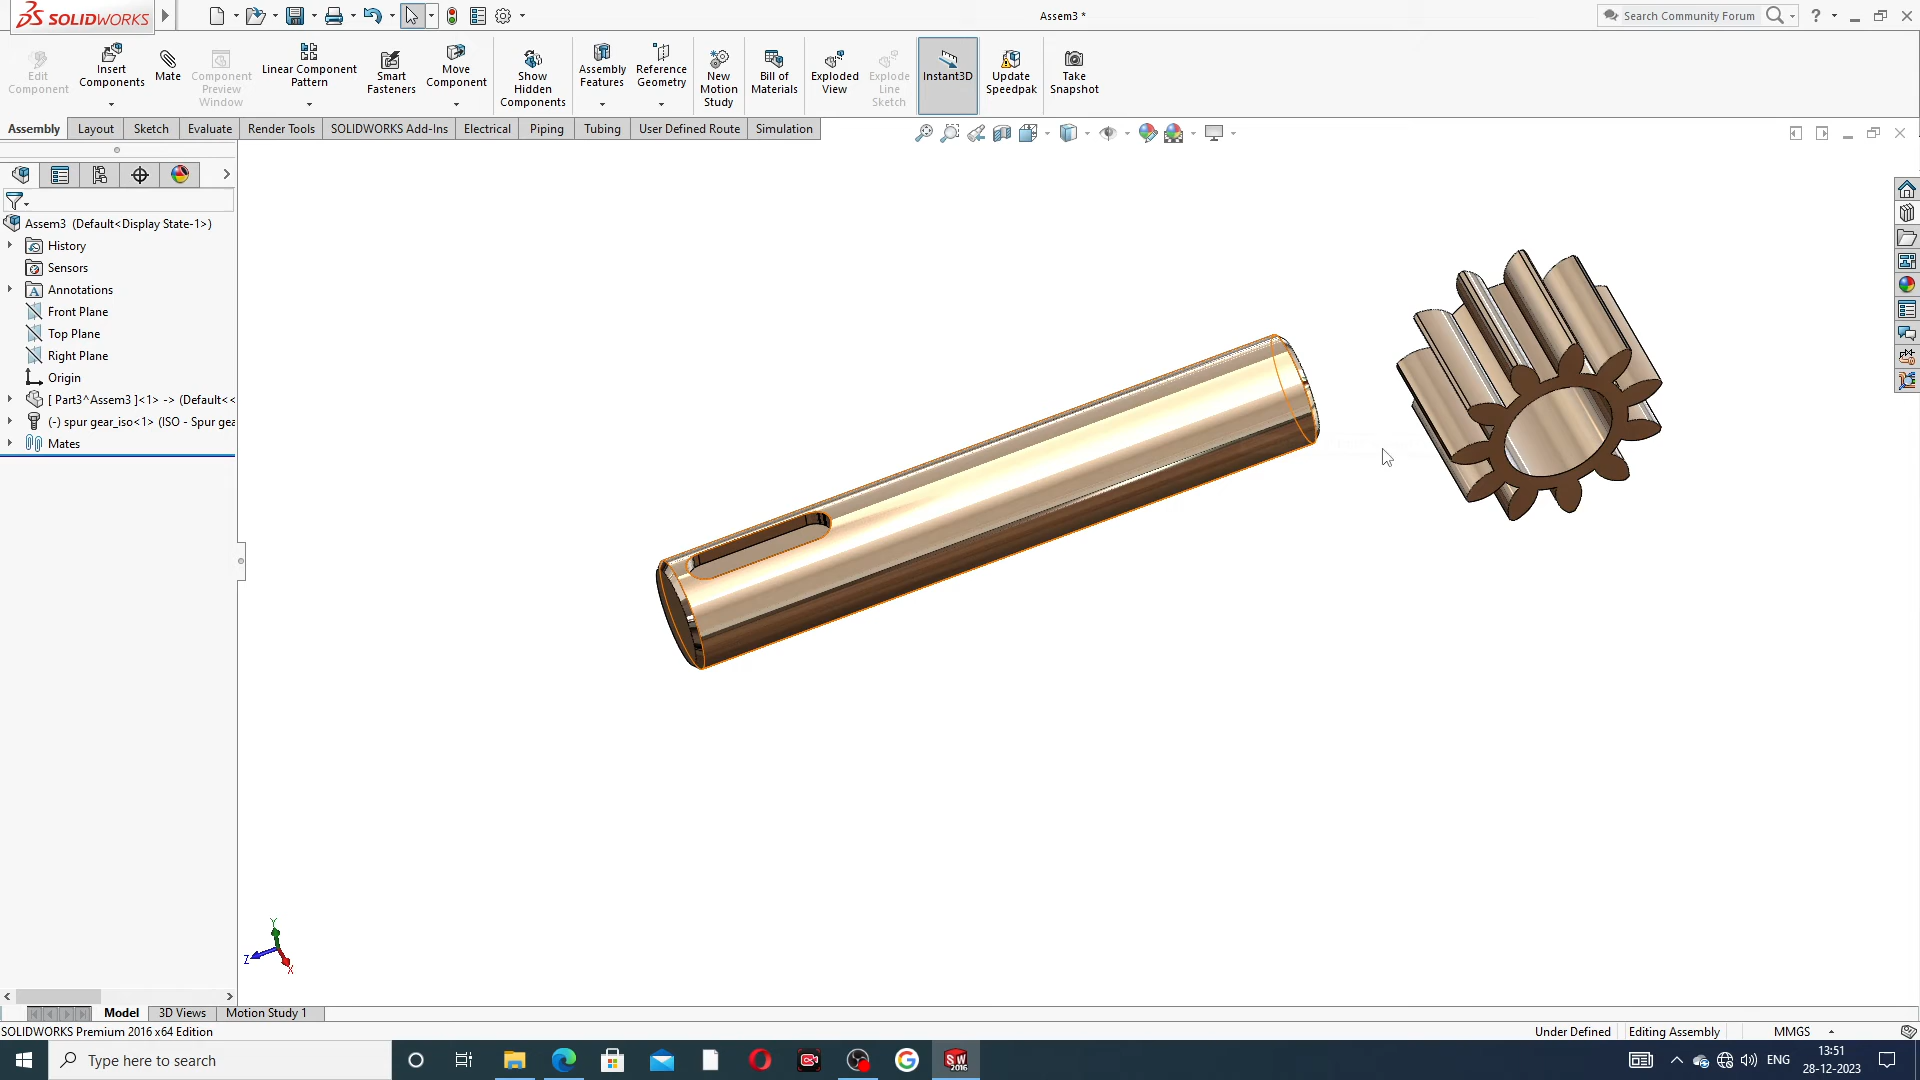 SOLIDWORKS
Assem3 *
Search Community Forum
Edit Component
Insert Components
Mate
Component Preview Window
Linear Component Pattern
Smart Fasteners
Move Component
Show Hidden Components
Assembly Features
Reference Geometry
New Motion Study
Bill of Materials
Exploded View
Explode Line Sketch
Instant3D
Update Speedpak
Take Snapshot
Assembly
Layout
Sketch
Evaluate
Render Tools
SOLIDWORKS Add-Ins
Electrical
Piping
Tubing
User Defined Route
Simulation
Assem3 (Default<Display State-1>)
History
Sensors
Annotations
Front Plane
Top Plane
Right Plane
Origin
[ Part3^Assem3 ]<1> -> (Default<<
(-) spur gear_iso<1> (ISO - Spur gea
Mates
Y
Z
X
Model
3D Views
Motion Study 1
SOLIDWORKS Premium 2016 x64 Edition
Under Defined
Editing Assembly
MMGS
Type here to search
SW
2016
ENG
13:51
28-12-2023